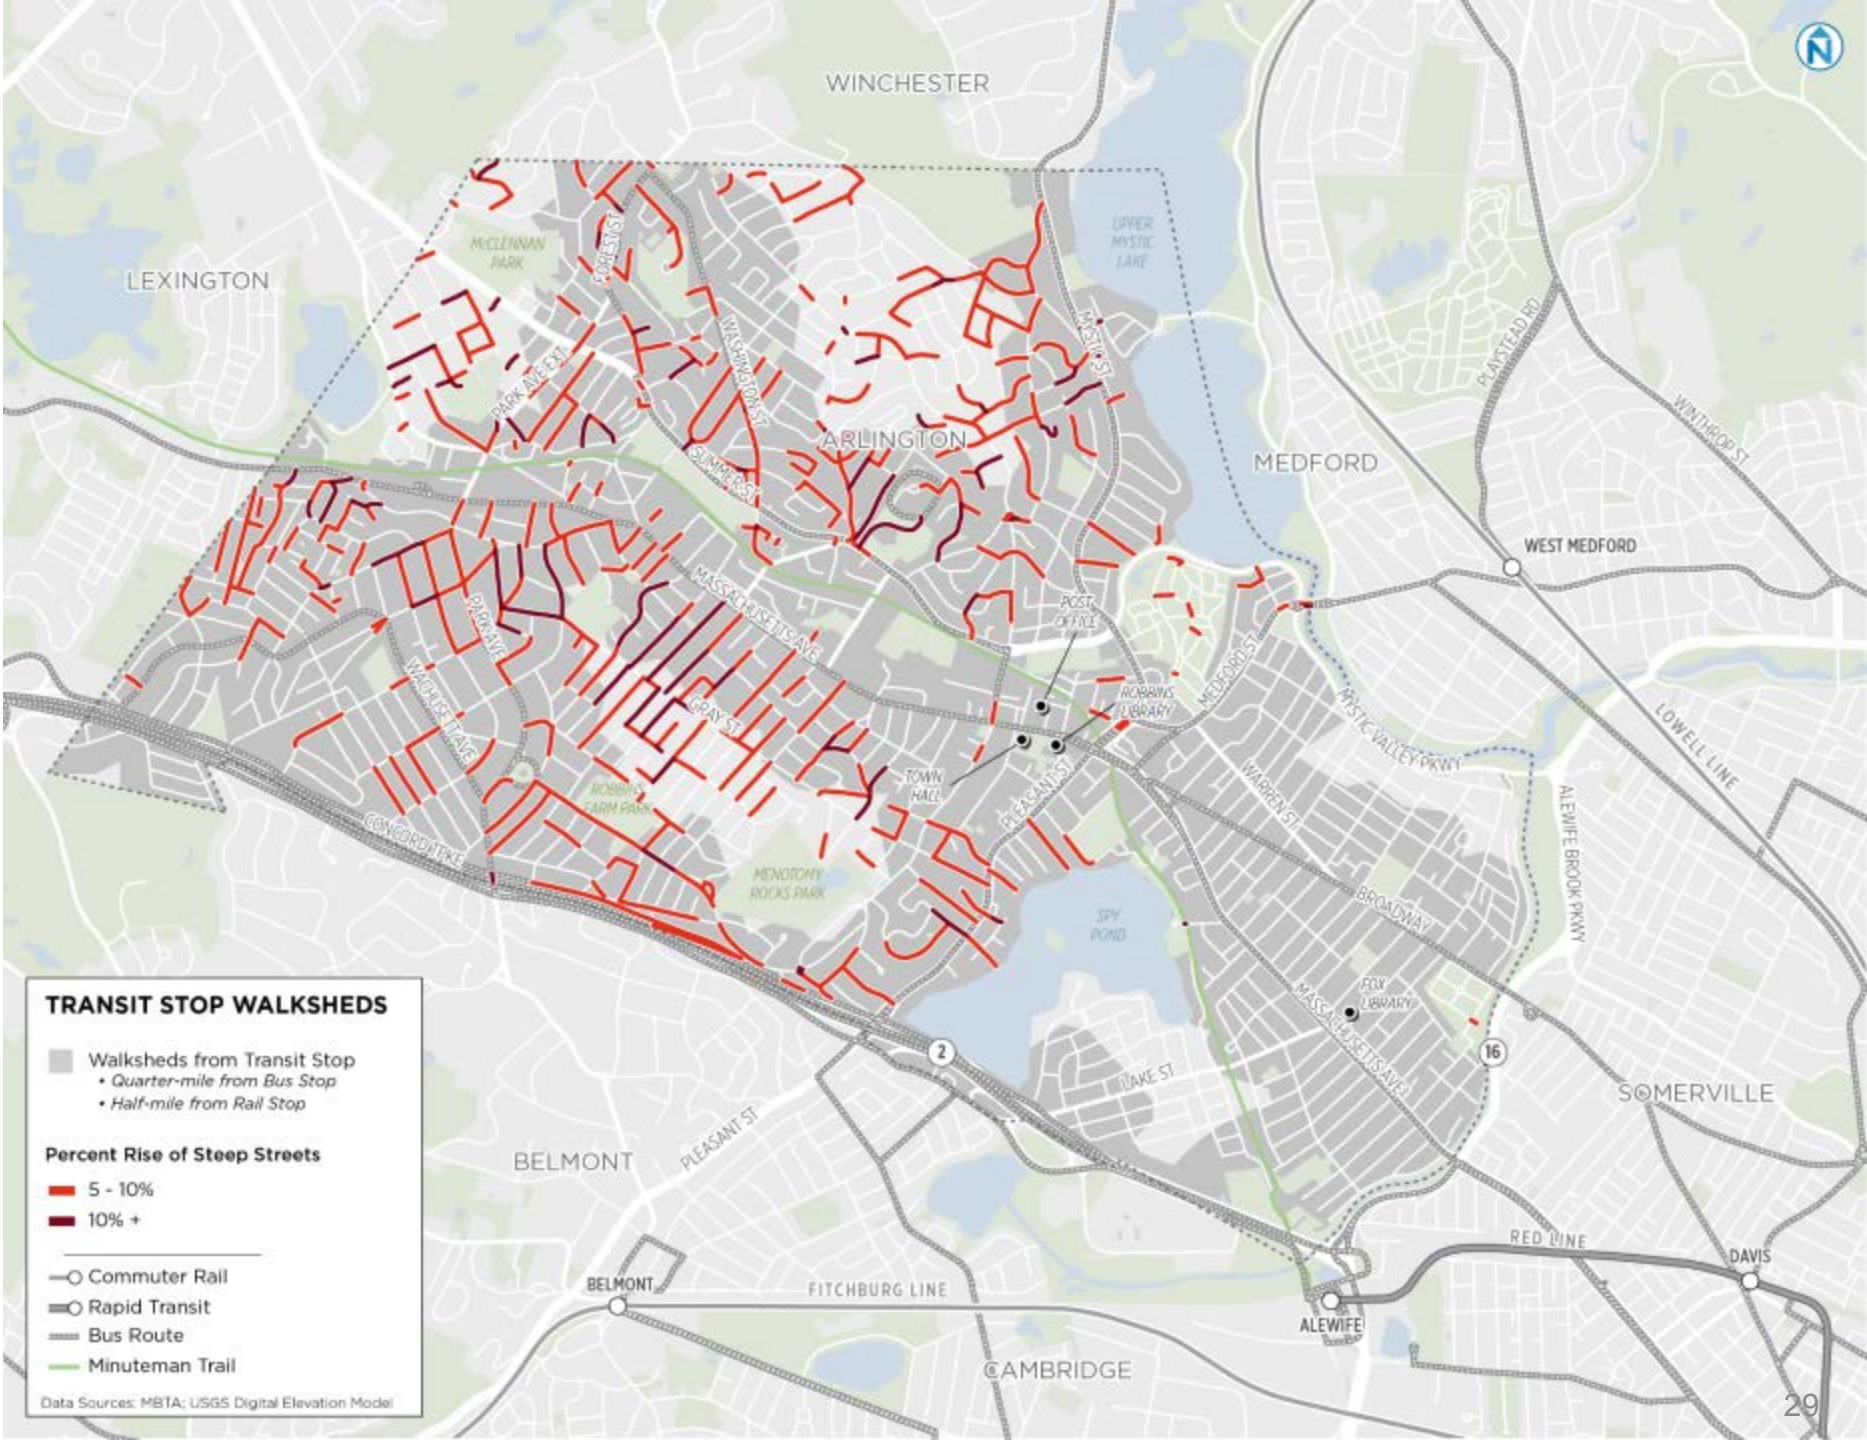 N
WINCHESTER
UPPER
MYSTIC
LAKE
McCLENNAN
PARK
FOREST ST
LEXINGTON
PLAYSTEAD RD
MYSTIC ST
WASHINGTON ST
PARK AVE EXT
WINTHROP ST
ARLINGTON
MEDFORD
SUMMER ST
WEST MEDFORD
MASSACHUSETTS AVE
POST
OFFICE
PARK AVE
MEDFORD ST
WACHUSETT AVE
ROBBINS
LIBRARY
GRAY ST
MYSTIC VALLEY PKWY
LOWELL LINE
TOWN
HALL
PLEASANT ST
WARREN ST
ROBBINS
FARM PARK
ALEWIFE BROOK PKWY
CONCORD TPKE
MENOTOMY
ROCKS PARK
BROADWAY
SPY
POND
FOX
LIBRARY
MASSACHUSETTS AVE
2
16
LAKE ST
SOMERVILLE
PLEASANT ST
BELMONT
RED LINE
DAVIS
BELMONT
FITCHBURG LINE
ALEWIFE
CAMBRIDGE
TRANSIT STOP WALKSHEDS
Walksheds from Transit Stop
• Quarter-mile from Bus Stop
• Half-mile from Rail Stop
Percent Rise of Steep Streets
5 - 10%
10% +
Commuter Rail
Rapid Transit
Bus Route
Minuteman Trail
Data Sources: MBTA; USGS Digital Elevation Model
29